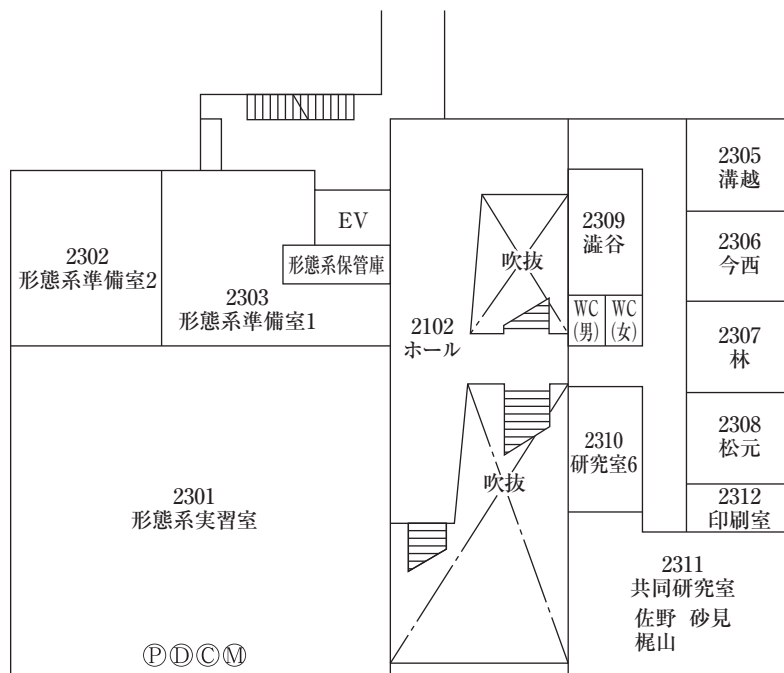 2302
形態系準備室2
2303
形態系準備室1
EV
形態系保管庫
2102
ホール
吹抜
2309
澁谷
WC
(男)
WC
(女)
2305
溝越
2306
今西
2307
林
2308
松元
2312
印刷室
2310
研究室6
吹抜
2301
形態系実習室
ⓅⒹⒸⓂ
2311
共同研究室
佐野 砂見
梶山